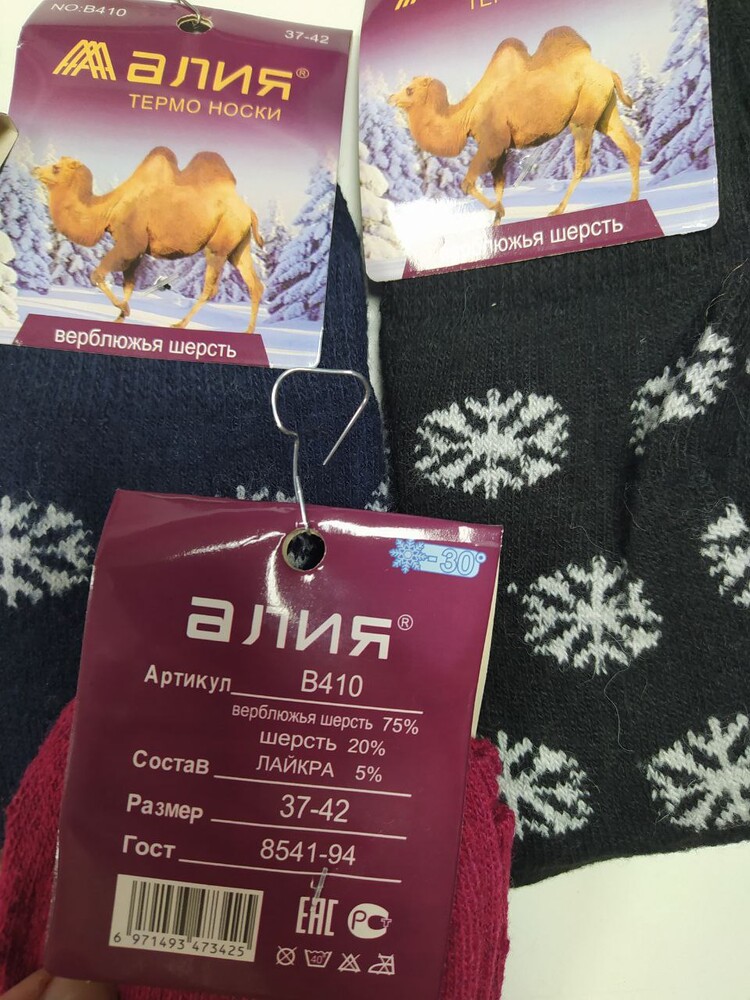 NO:B410
37-42
алия®
ТЕРМО НОСКИ
верблюжья шерсть
верблюжья шерсть
-30°
алия®
Артикул B410
верблюжья шерсть 75%
шерсть 20%
Состав ЛАЙКРА 5%
Размер 37-42
Гост 8541-94
6 971493 473425
ЕАС РСт
40°